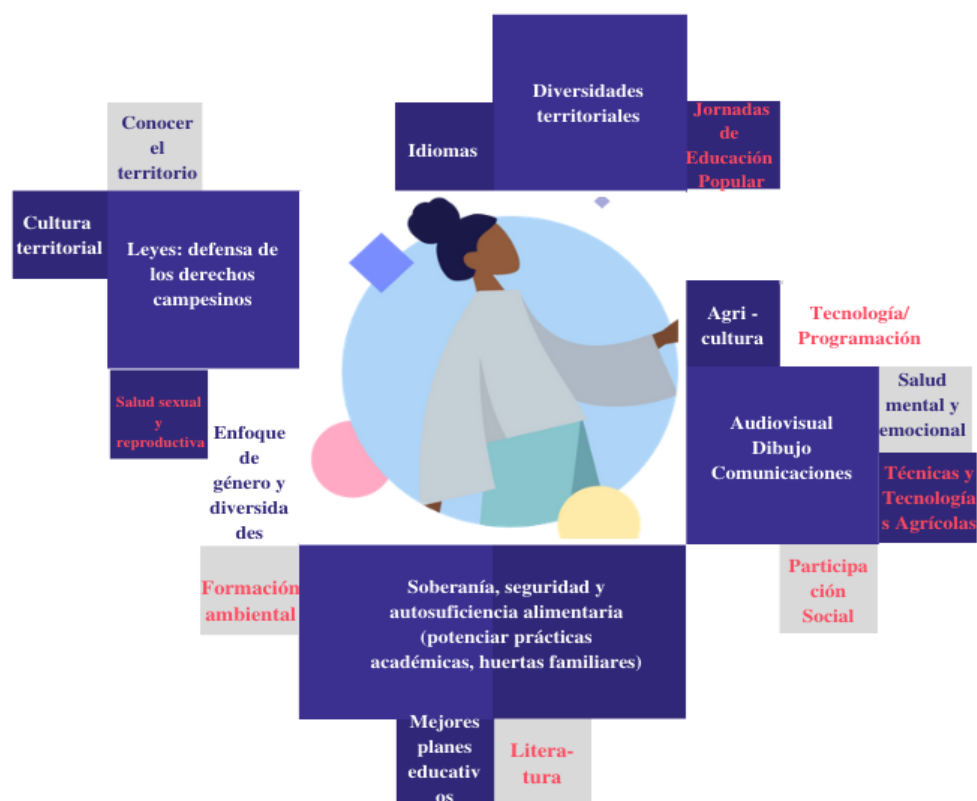 Diversidades
territoriales
Idiomas
Jornadas
de
Educación
Popular
Conocer
el
territorio
Cultura
territorial
Leyes: defensa de
los derechos
campesinos
Salud sexual
y
reproductiva
Enfoque
de
género y
diversida
des
Agri -
cultura
Tecnología/
Programación
Audiovisual
Dibujo
Comunicaciones
Salud
mental y
emocional
Técnicas y
Tecnología
s Agrícolas
Participa
ción
Social
Formación
ambiental
Soberanía, seguridad y
autosuficiencia alimentaria
(potenciar prácticas
académicas, huertas familiares)
Mejores
planes
educativ
os
Litera-
tura